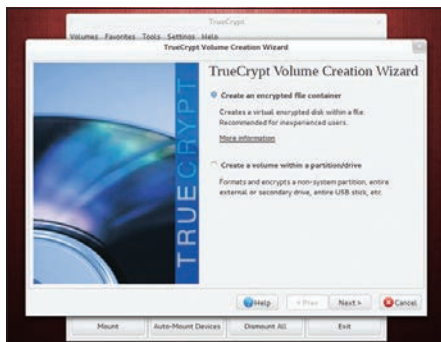 TrueCrypt
Volumes Favorites Tools Settings Help
TrueCrypt Volume Creation Wizard
TRUECRYPT
TrueCrypt Volume Creation Wizard
Create an encrypted file container
Creates a virtual encrypted disk within a file.
Recommended for inexperienced users.
More information
Create a volume within a partition/drive
Formats and encrypts a non-system partition, entire
external or secondary drive, entire USB stick, etc.
Help < Prev Next > Cancel
Mount Auto-Mount Devices Dismount All Exit